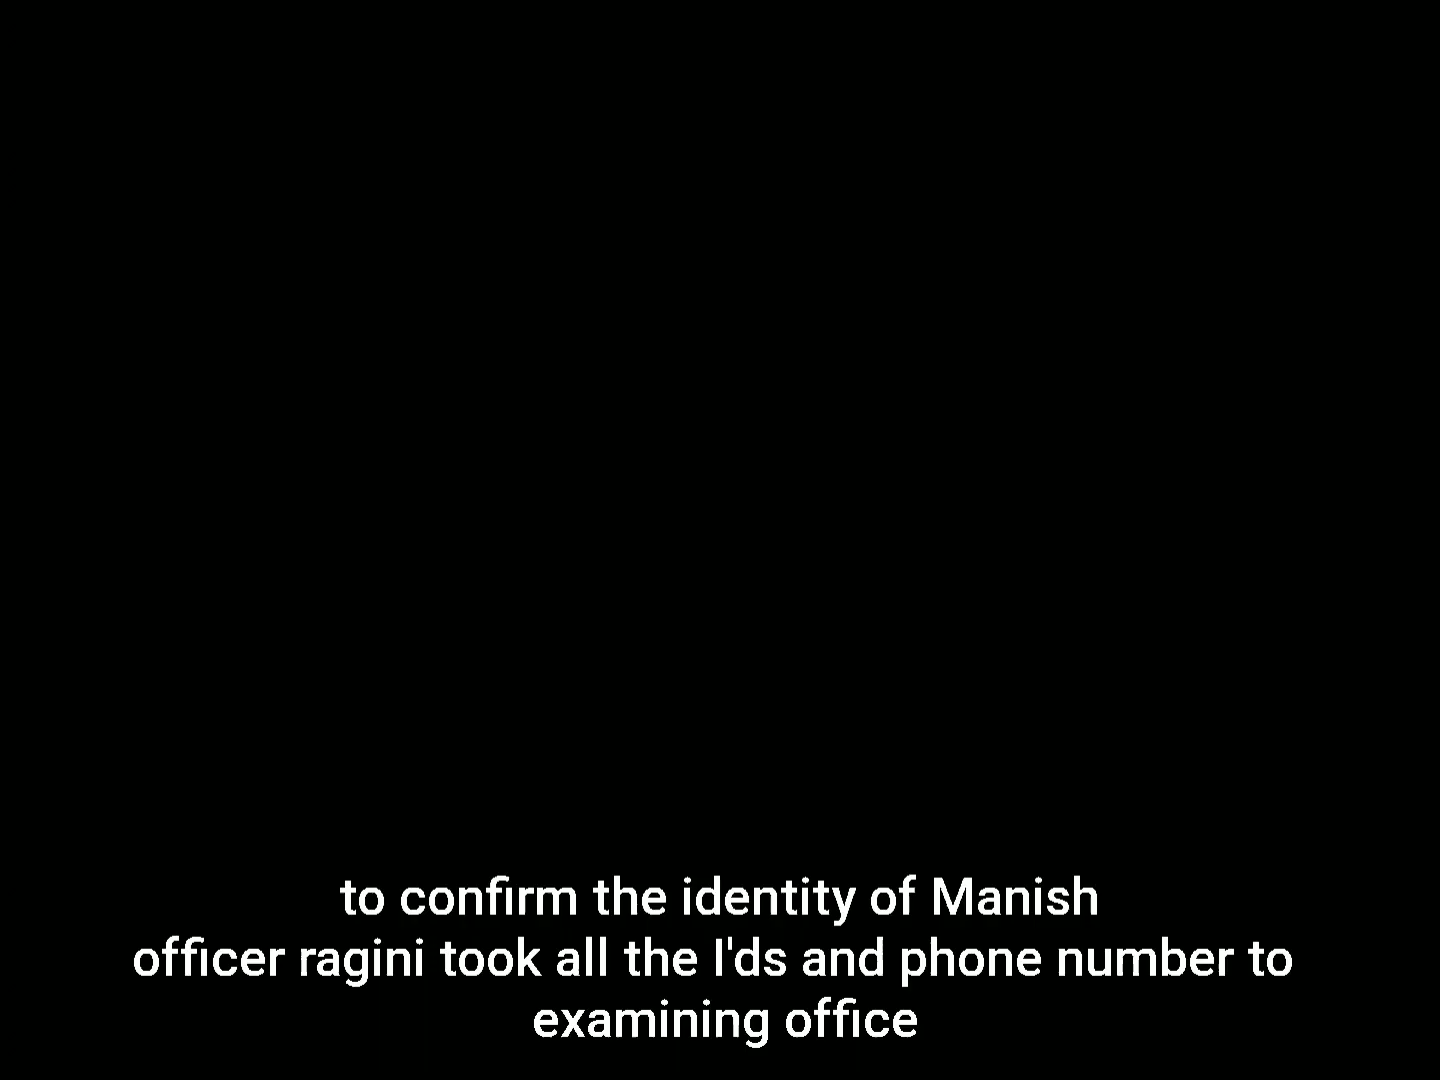 to confirm the identity of Manish
officer ragini took all the I'ds and phone number to
examining office